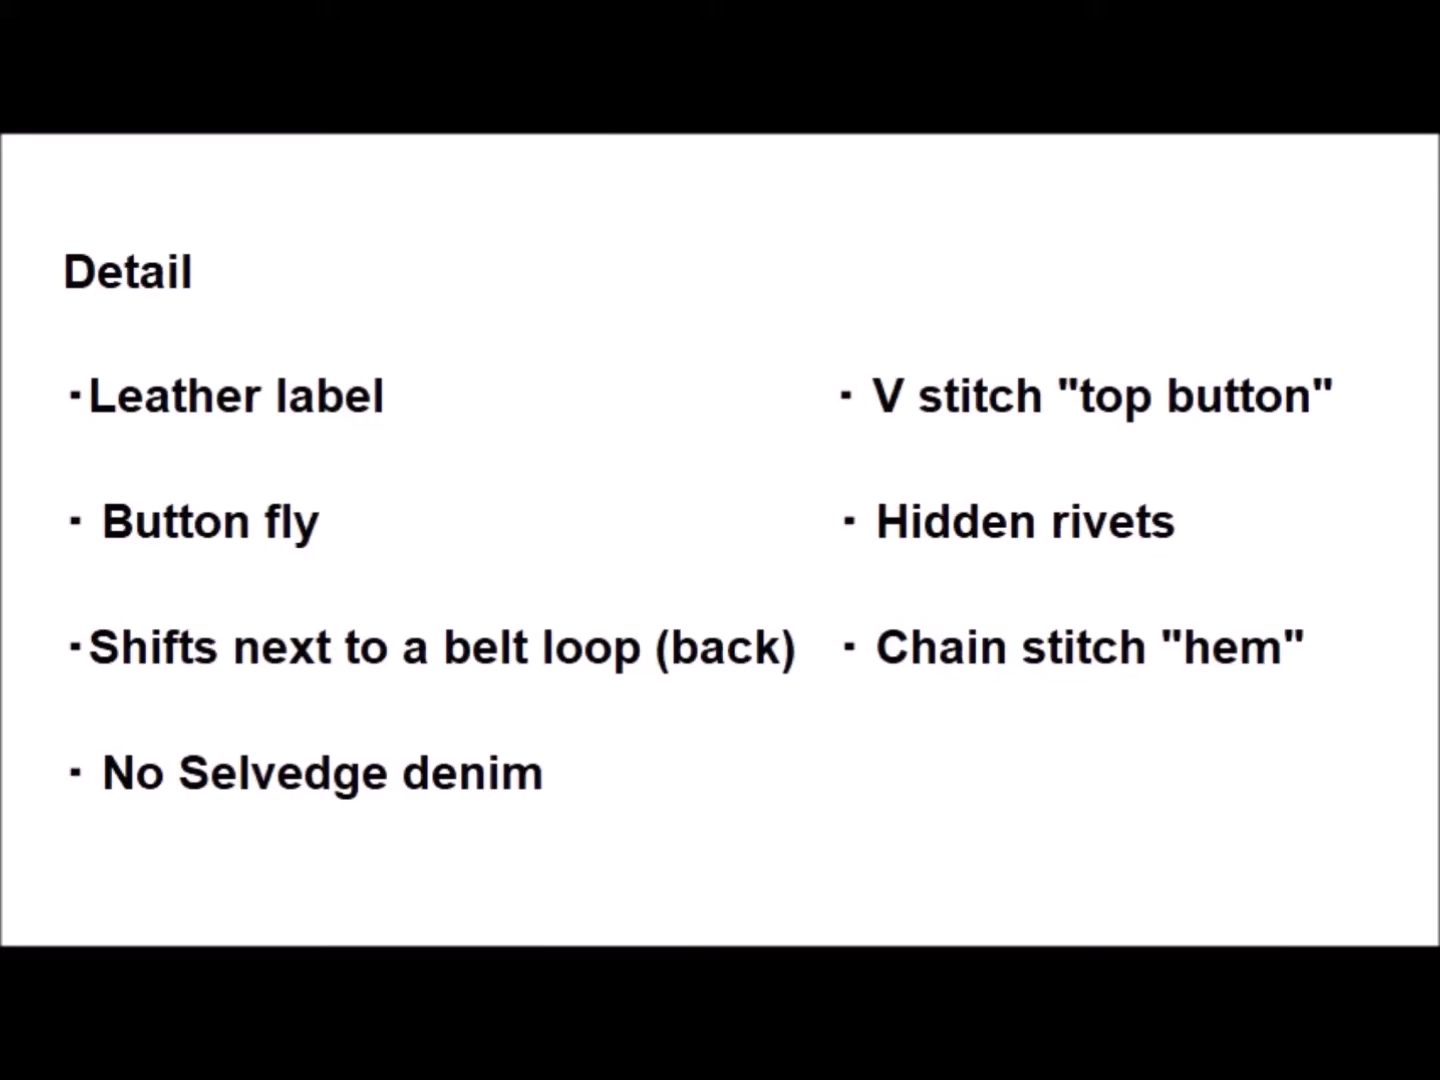 Detail
・Leather label
・ Button fly
・Shifts next to a belt loop (back)
・ No Selvedge denim
・ V stitch "top button"
・ Hidden rivets
・ Chain stitch "hem"